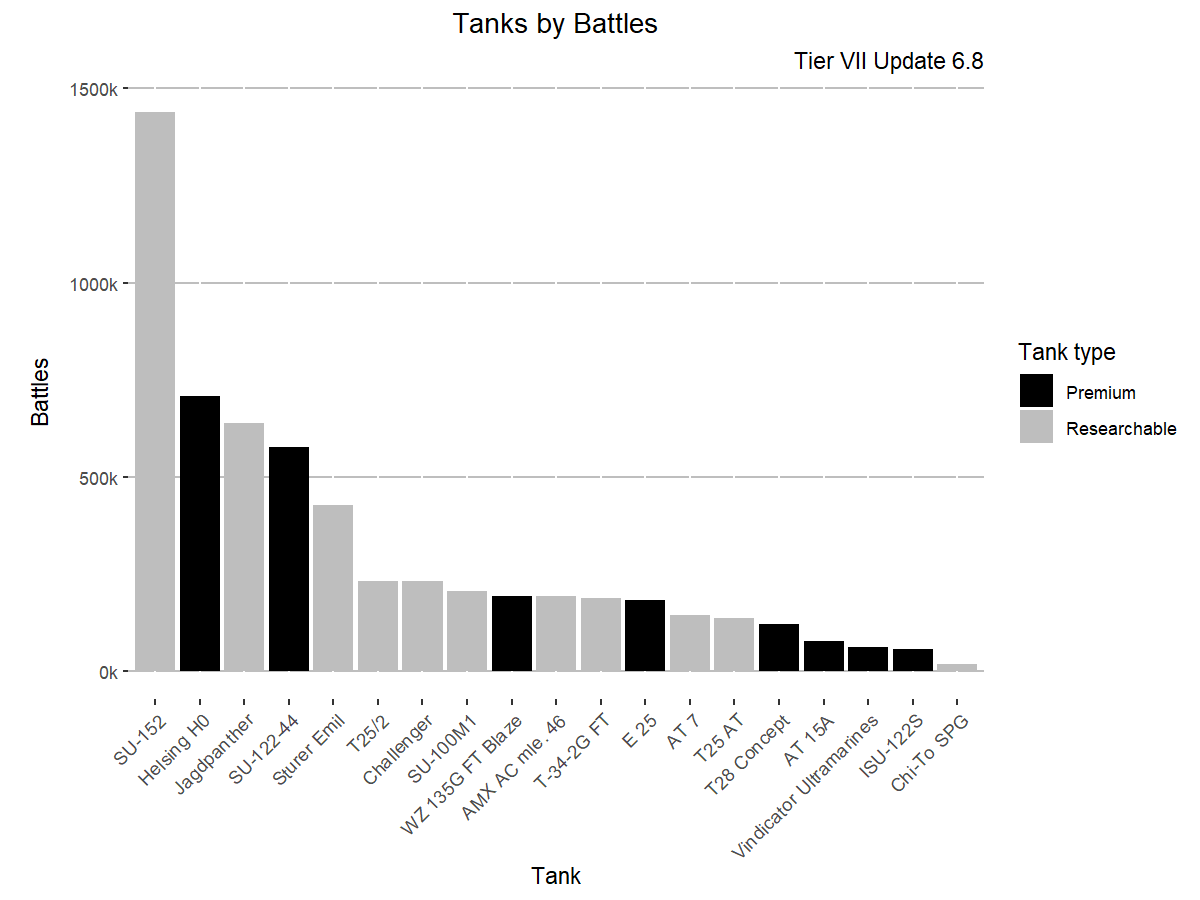 Tanks by Battles
Tier VII Update 6.8
1500k
1000k
500k
0k
Battles
SU-152
Helsing H0
Jagdpanther
SU-122-44
Sturer Emil
T25/2
Challenger
SU-100M1
WZ 135G FT Blaze
AMX AC mle. 46
T-34-2G FT
E 25
AT 7
T25 AT
T28 Concept
AT 15A
Vindicator Ultramarines
ISU-122S
Chi-To SPG
Tank
Tank type
Premium
Researchable